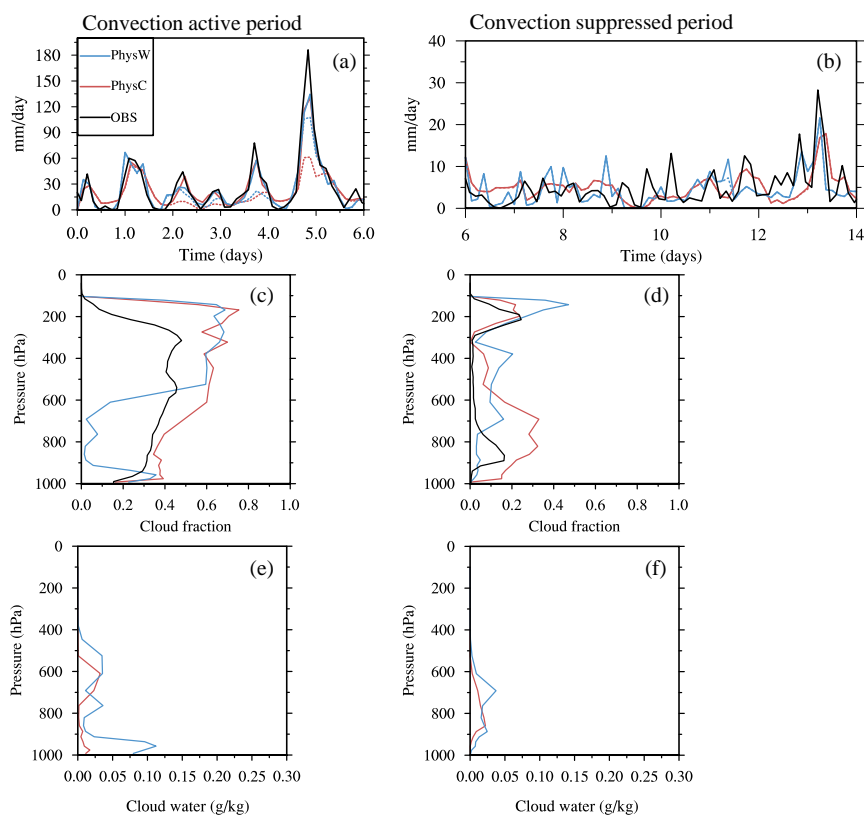 Convection active period
Convection suppressed period
180
150
120
90
60
30
0
mm/day
PhysW
PhysC
OBS
(a)
0.0 1.0 2.0 3.0 4.0 5.0 6.0
Time (days)
40
30
20
10
0
mm/day
(b)
6 8 10 12 14
Time (days)
0
200
400
600
800
1000
Pressure (hPa)
(c)
0.0 0.2 0.4 0.6 0.8 1.0
Cloud fraction
0
200
400
600
800
1000
Pressure (hPa)
(d)
0.0 0.2 0.4 0.6 0.8 1.0
Cloud fraction
0
200
400
600
800
1000
Pressure (hPa)
(e)
0.00 0.05 0.10 0.15 0.20 0.25 0.30
Cloud water (g/kg)
0
200
400
600
800
1000
Pressure (hPa)
(f)
0.00 0.05 0.10 0.15 0.20 0.25 0.30
Cloud water (g/kg)